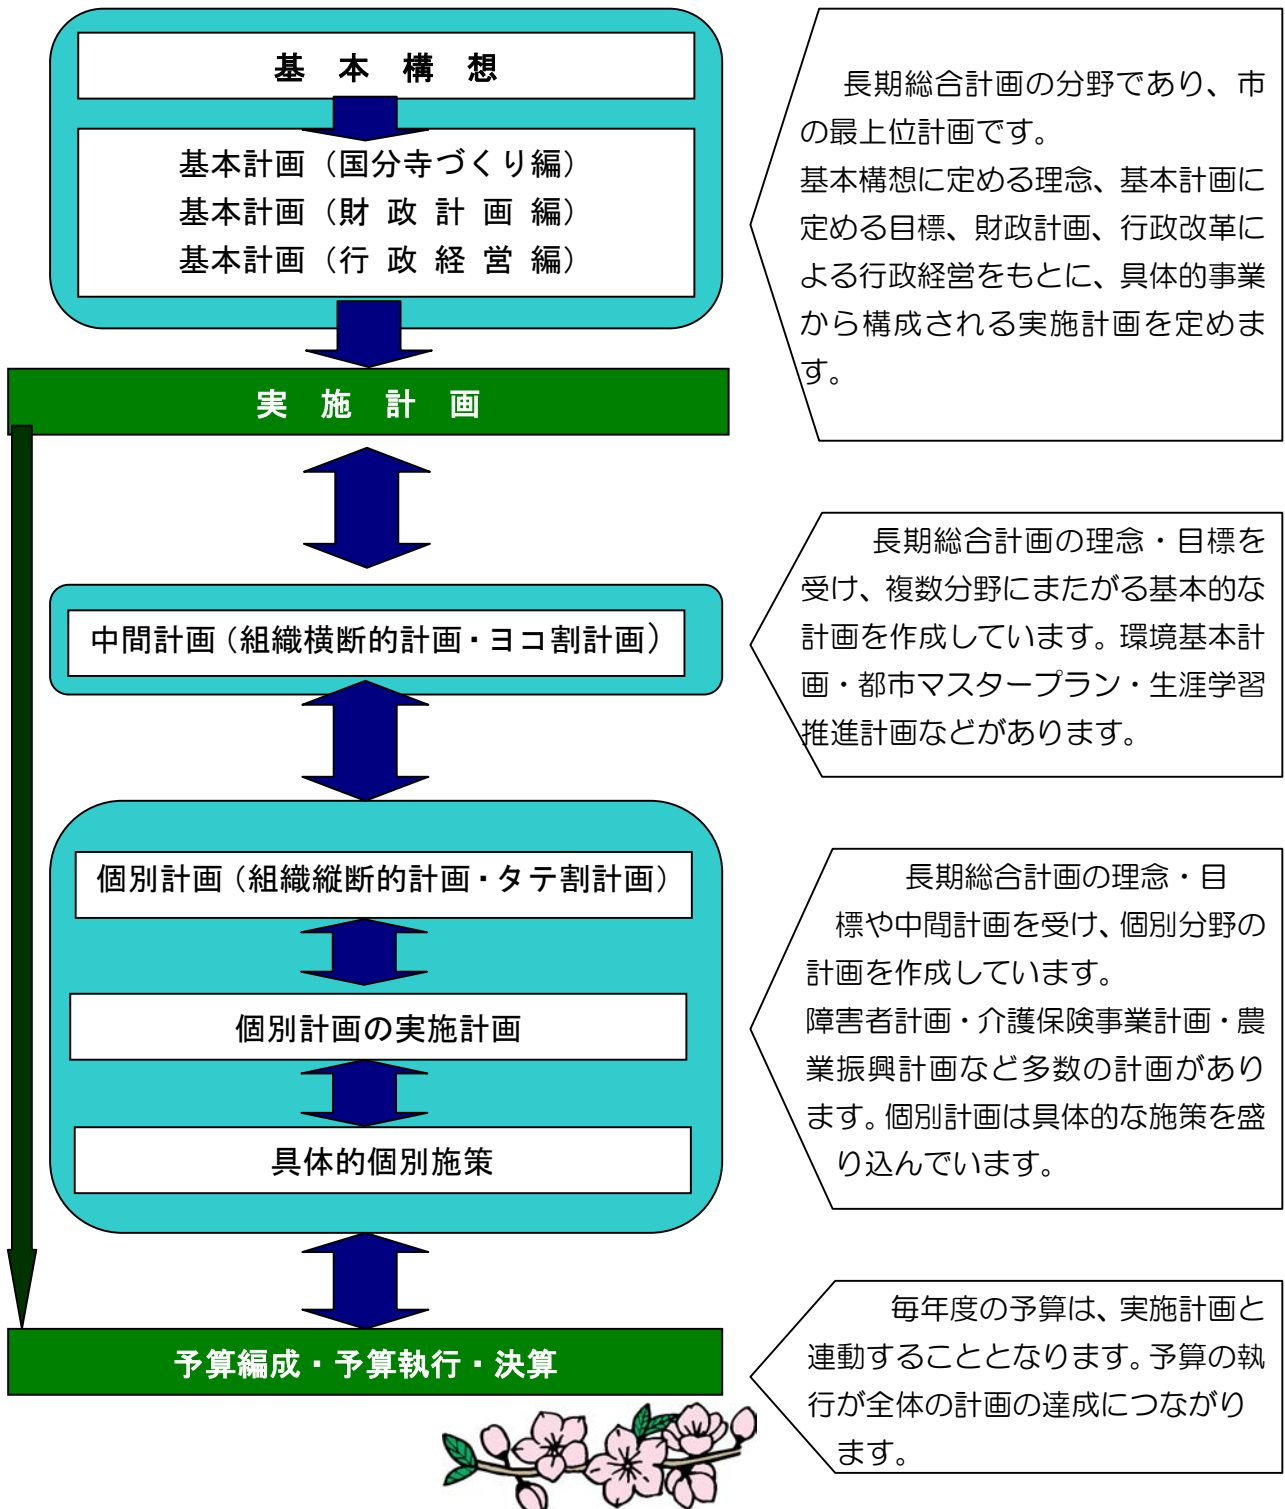 基本構想
基本計画（国分寺づくり編）
基本計画（財政計画編）
基本計画（行政経営編）
長期総合計画の分野であり、市
の最上位計画です。
基本構想に定める理念、基本計画に
定める目標、財政計画、行政改革に
よる行政経営をもとに、具体的事業
から構成される実施計画を定めま
す。
実施計画
長期総合計画の理念・目標を
受け、複数分野にまたがる基本的な
計画を作成しています。環境基本計
画・都市マスタープラン・生涯学習
推進計画などがあります。
中間計画（組織横断的計画・ヨコ割計画）
個別計画（組織縦断的計画・タテ割計画）
個別計画の実施計画
具体的個別施策
長期総合計画の理念・目
標や中間計画を受け、個別分野の
計画を作成しています。
障害者計画・介護保険事業計画・農
業振興計画など多数の計画があり
ます。個別計画は具体的な施策を盛
り込んでいます。
予算編成・予算執行・決算
毎年度の予算は、実施計画と
連動することとなります。予算の執
行が全体の計画の達成につながり
ます。